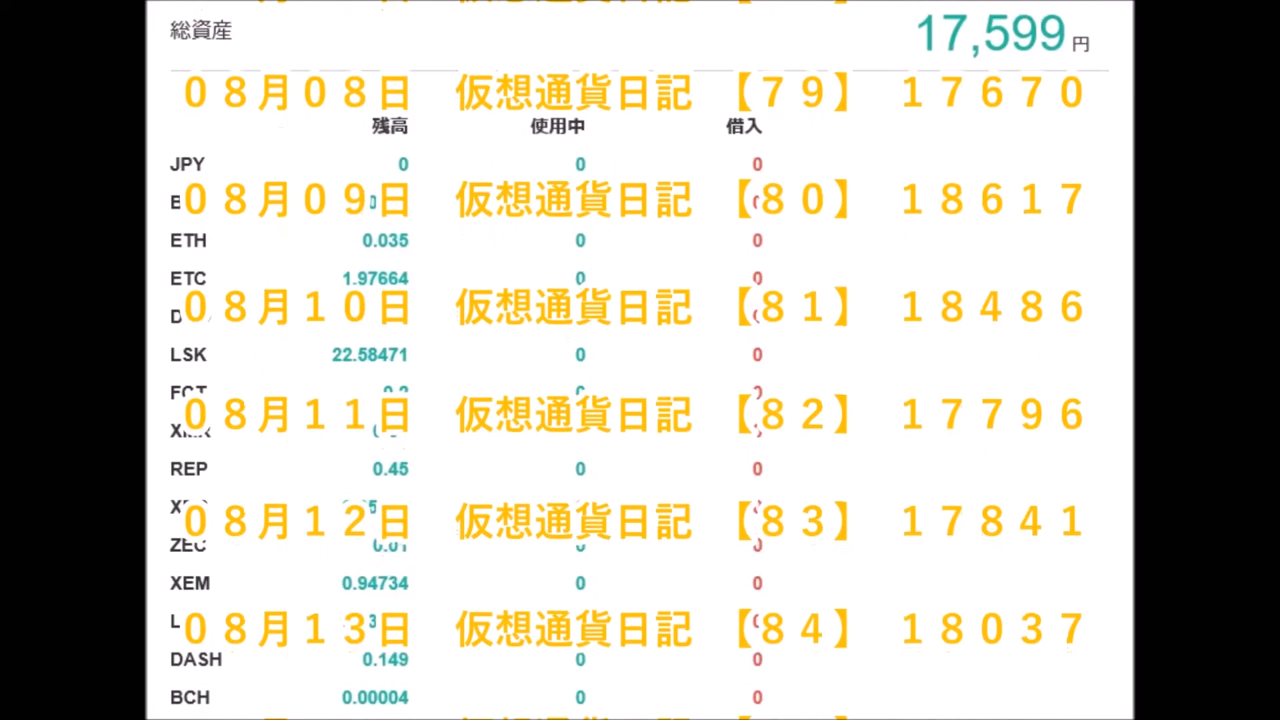 総資産 17,599 円
08月08日 仮想通貨日記 【79】 17670
残高 使用中 借入
JPY 0 0 0
08月09日 仮想通貨日記 【80】 18617
ETH 0.035 0 0
ETC 1.97664 0 0
08月10日 仮想通貨日記 【81】 18486
LSK 22.58471 0 0
08月11日 仮想通貨日記 【82】 17796
REP 0.45 0 0
08月12日 仮想通貨日記 【83】 17841
ZEC 0.01 0 0
XEM 0.94734 0 0
08月13日 仮想通貨日記 【84】 18037
DASH 0.149 0 0
BCH 0.00004 0 0